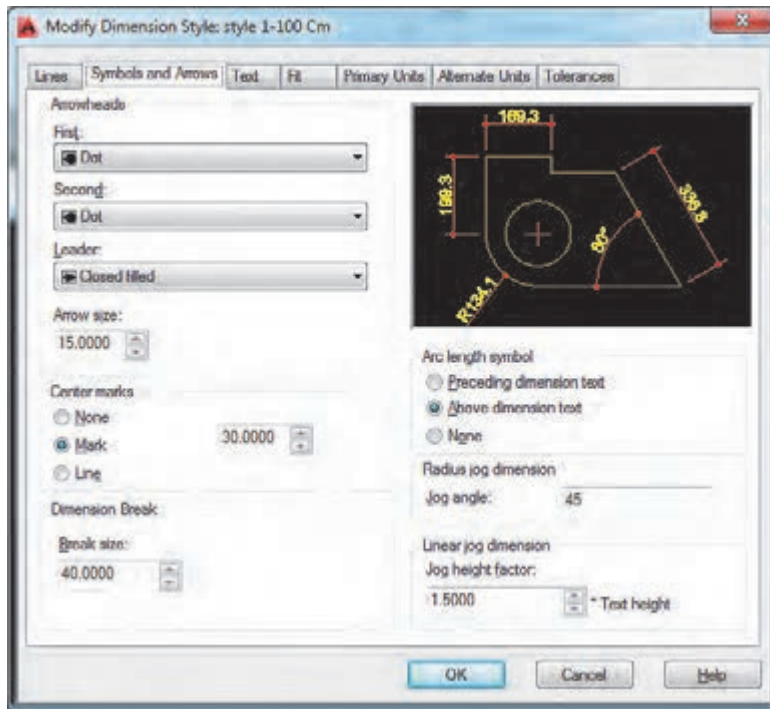 Modify Dimension Style: style 1-100 Cm
Lines
Symbols and Arrows
Text
Fit
Primary Units
Alternate Units
Tolerances
Arrowheads
First:
Dot
Second:
Dot
Leader:
Closed filled
Arrow size:
15.0000
Center marks
None
Mark
30.0000
Line
Dimension Break
Break size:
40.0000
169.3
199.3
338.8
80°
R134.1
Arc length symbol
Preceding dimension text
Above dimension text
None
Radius jog dimension
Jog angle:
45
Linear jog dimension
Jog height factor:
1.5000
* Text height
OK
Cancel
Help